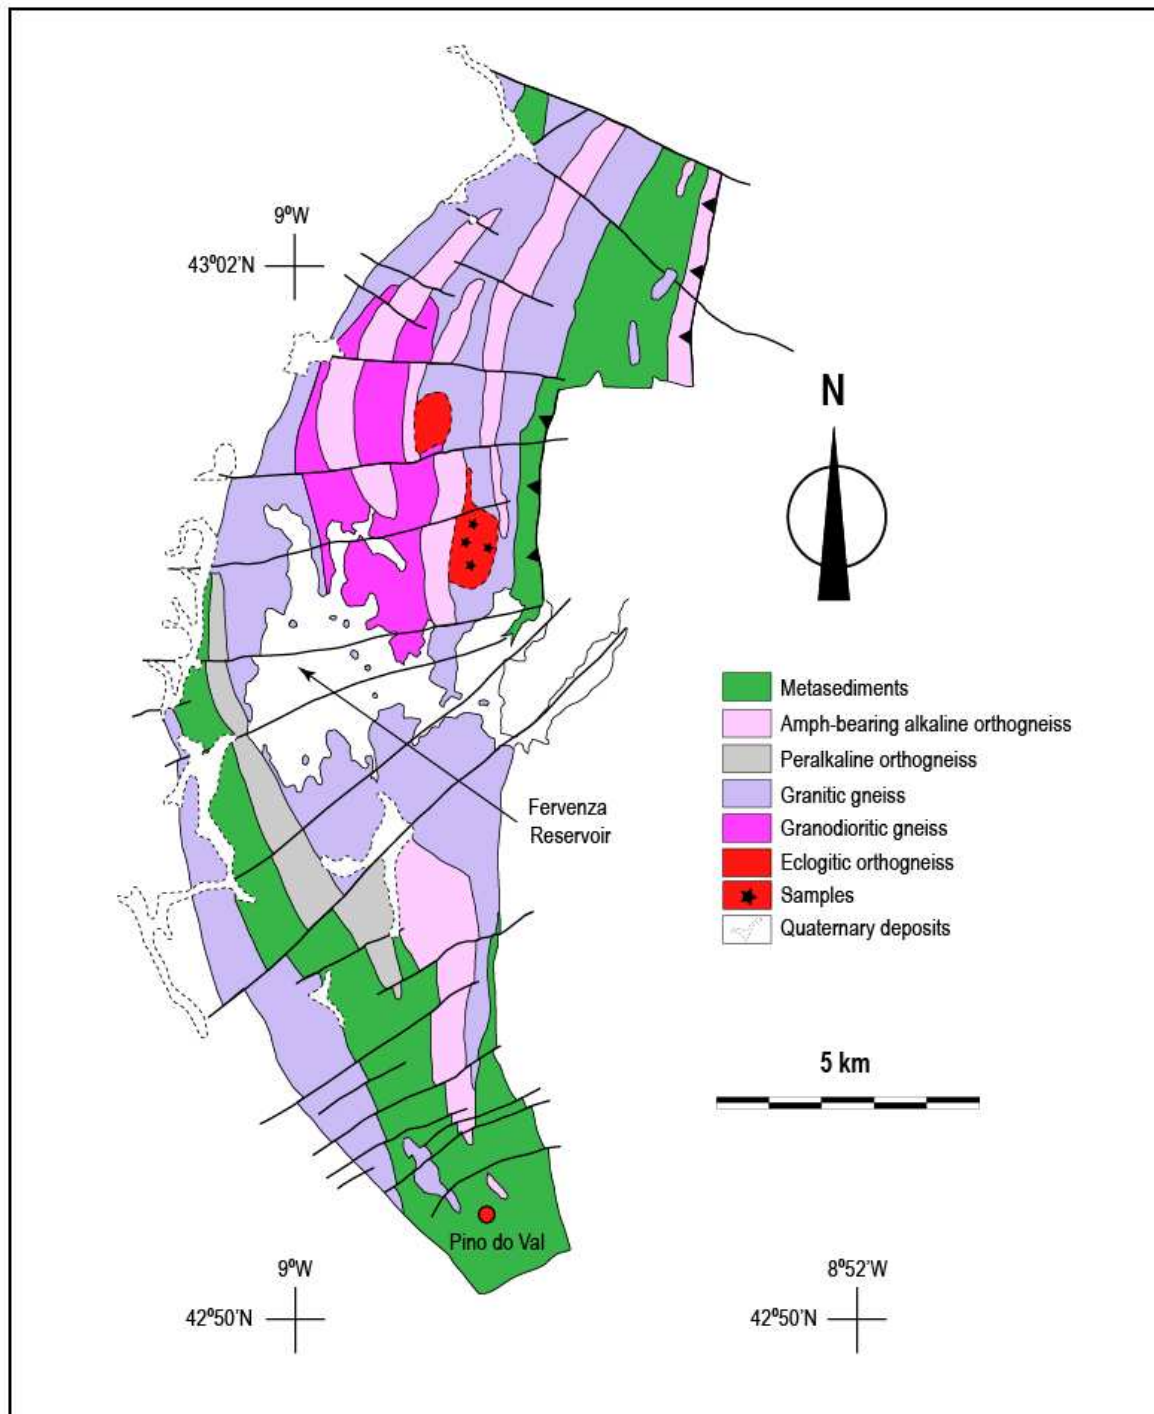 9ºW
43º02'N
N
Metasediments
Amph-bearing alkaline orthogneiss
Peralkaline orthogneiss
Granitic gneiss
Granodioritic gneiss
Eclogitic orthogneiss
Samples
Quaternary deposits
Fervenza
Reservoir
5 km
Pino do Val
9ºW
42º50'N
8º52'W
42º50'N